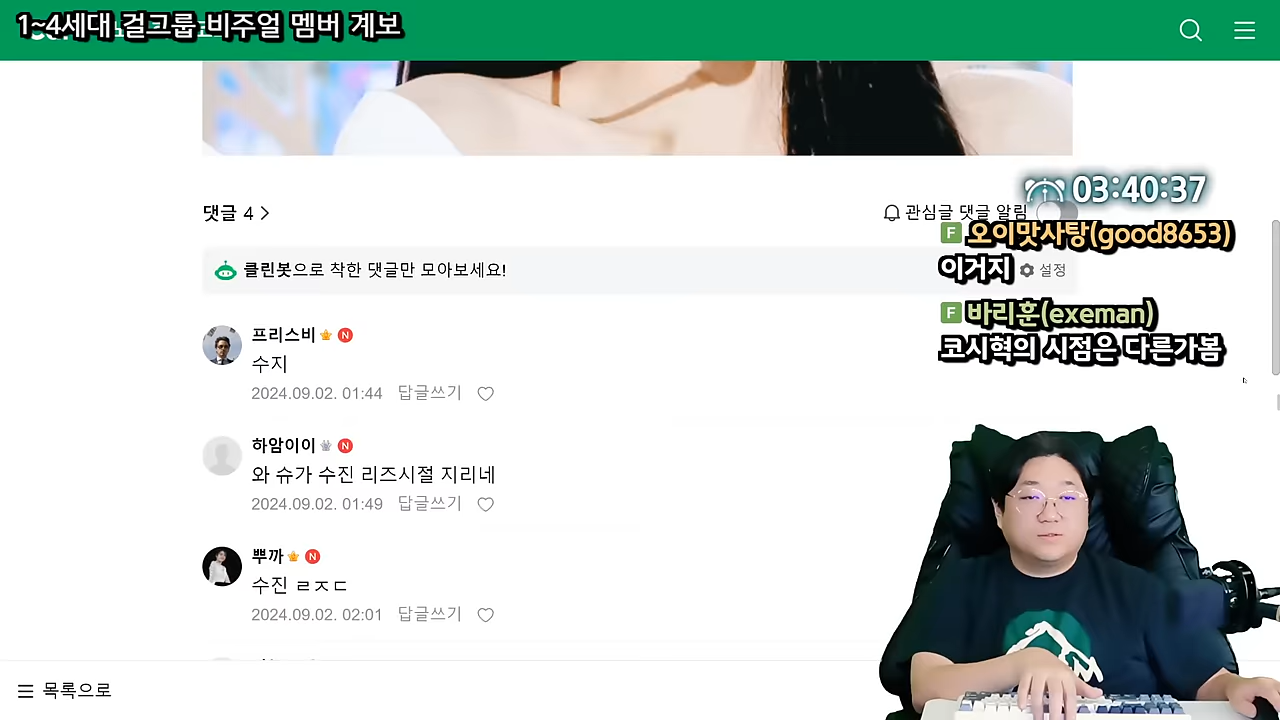 1~4세대 걸그룹 비주얼 멤버 계보
댓글 4
관심글 댓글 알림
03:40:37
F 오이맛사탕(good8653)
이거지
클린봇으로 착한 댓글만 모아보세요!
설정
F 바리훈(exeman)
코시혁의 시점은 다른가봄
프리스비 N
수지
2024.09.02. 01:44 답글쓰기
하암이이 N
와 슈가 수진 리즈시절 지리네
2024.09.02. 01:49 답글쓰기
뿌까 N
수진 ㄹㅈㄷ
2024.09.02. 02:01 답글쓰기
목록으로